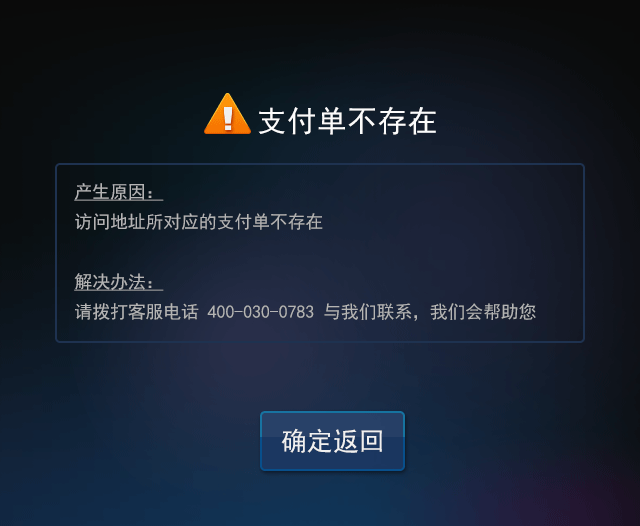 支付单不存在
产生原因：
访问地址所对应的支付单不存在
解决办法：
请拨打客服电话 400-030-0783 与我们联系，我们会帮助您
确定返回